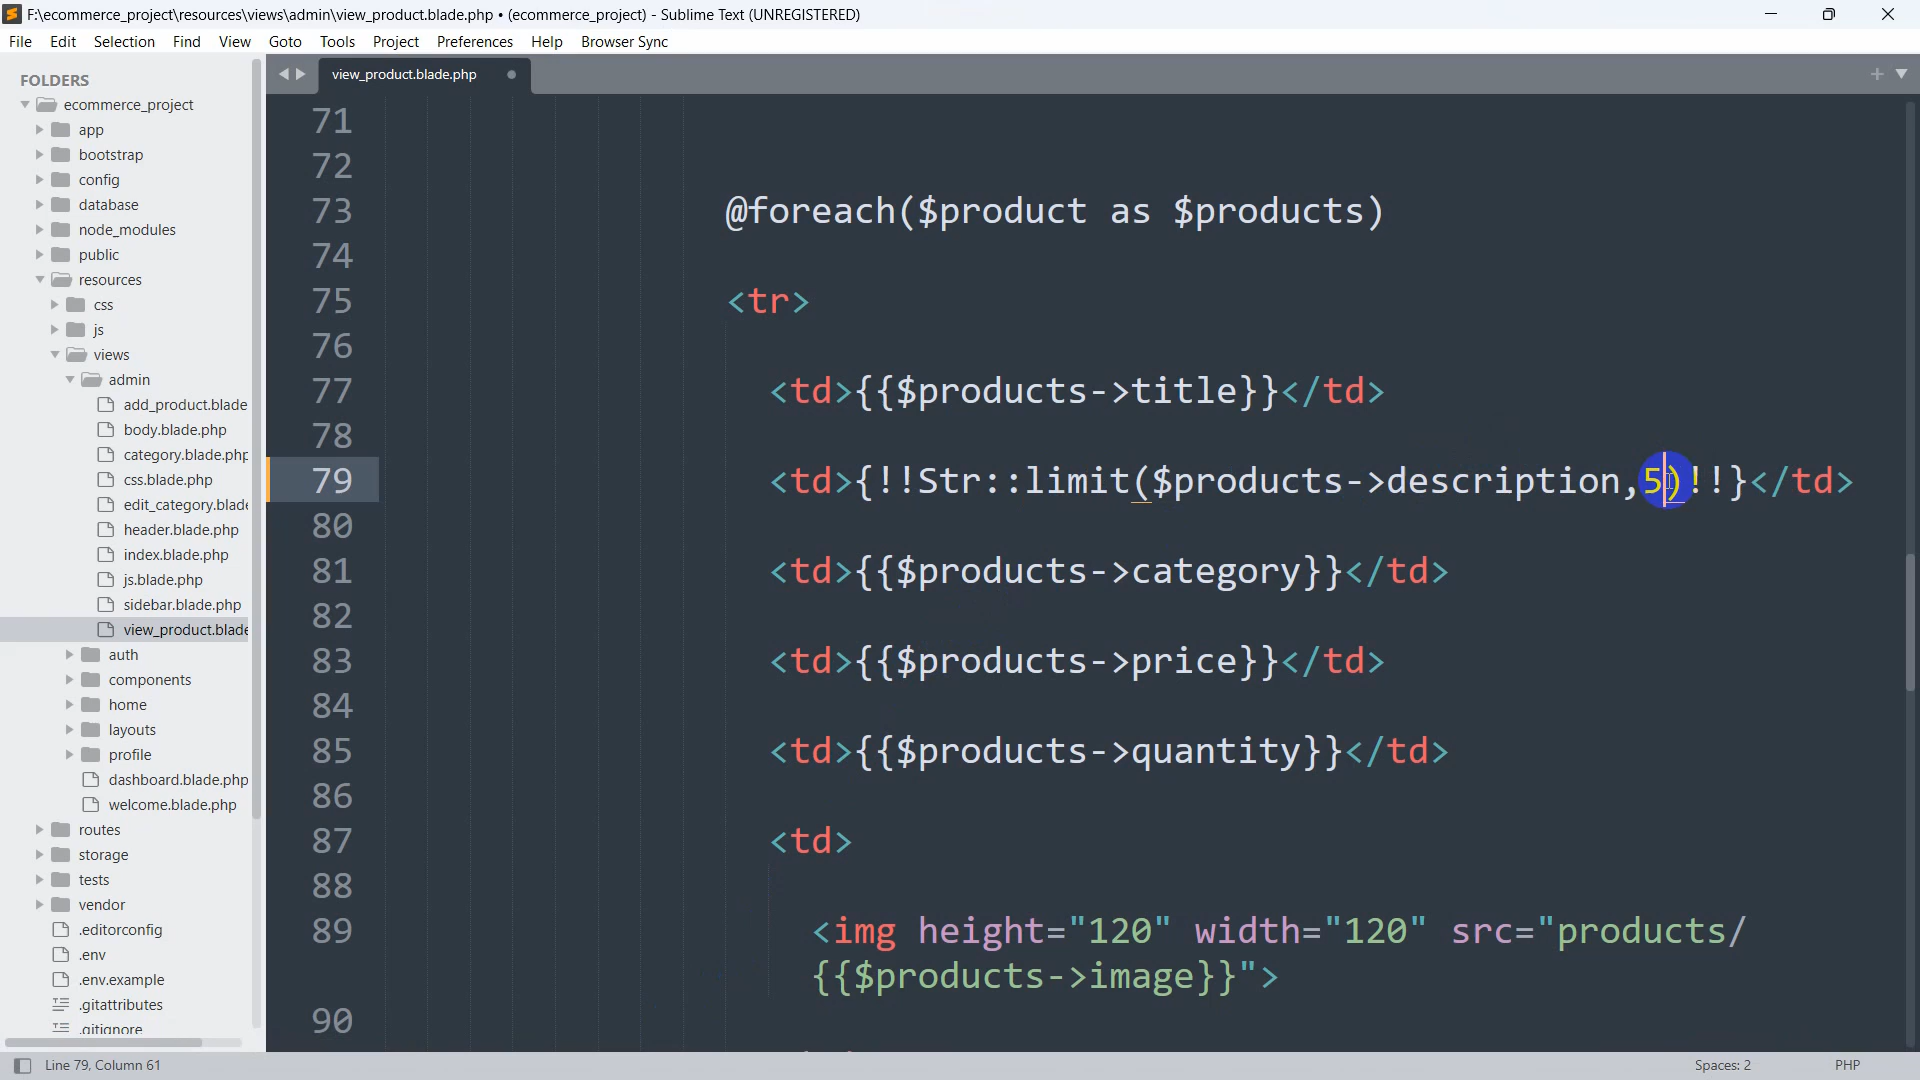 F:\ecommerce_project\resources\views\admin\view_product.blade.php • (ecommerce_project) - Sublime Text (UNREGISTERED)
File Edit Selection Find View Goto Tools Project Preferences Help Browser Sync
FOLDERS
ecommerce_project
app
bootstrap
config
database
node_modules
public
resources
css
js
views
admin
add_product.blade
body.blade.php
category.blade.php
css.blade.php
edit_category.blade
header.blade.php
index.blade.php
js.blade.php
sidebar.blade.php
view_product.blade
auth
components
home
layouts
profile
dashboard.blade.php
welcome.blade.php
routes
storage
tests
vendor
.editorconfig
.env
.env.example
.gitattributes
.gitignore
view_product.blade.php
71
72
73 @foreach($product as $products)
74
75 <tr>
76
77 <td>{{$products->title}}</td>
78
79 <td>{!!Str::limit($products->description,5)!!}</td>
80
81 <td>{{$products->category}}</td>
82
83 <td>{{$products->price}}</td>
84
85 <td>{{$products->quantity}}</td>
86
87 <td>
88
89 <img height="120" width="120" src="products/
{{$products->image}}">
90
Line 79, Column 61
Spaces: 2
PHP